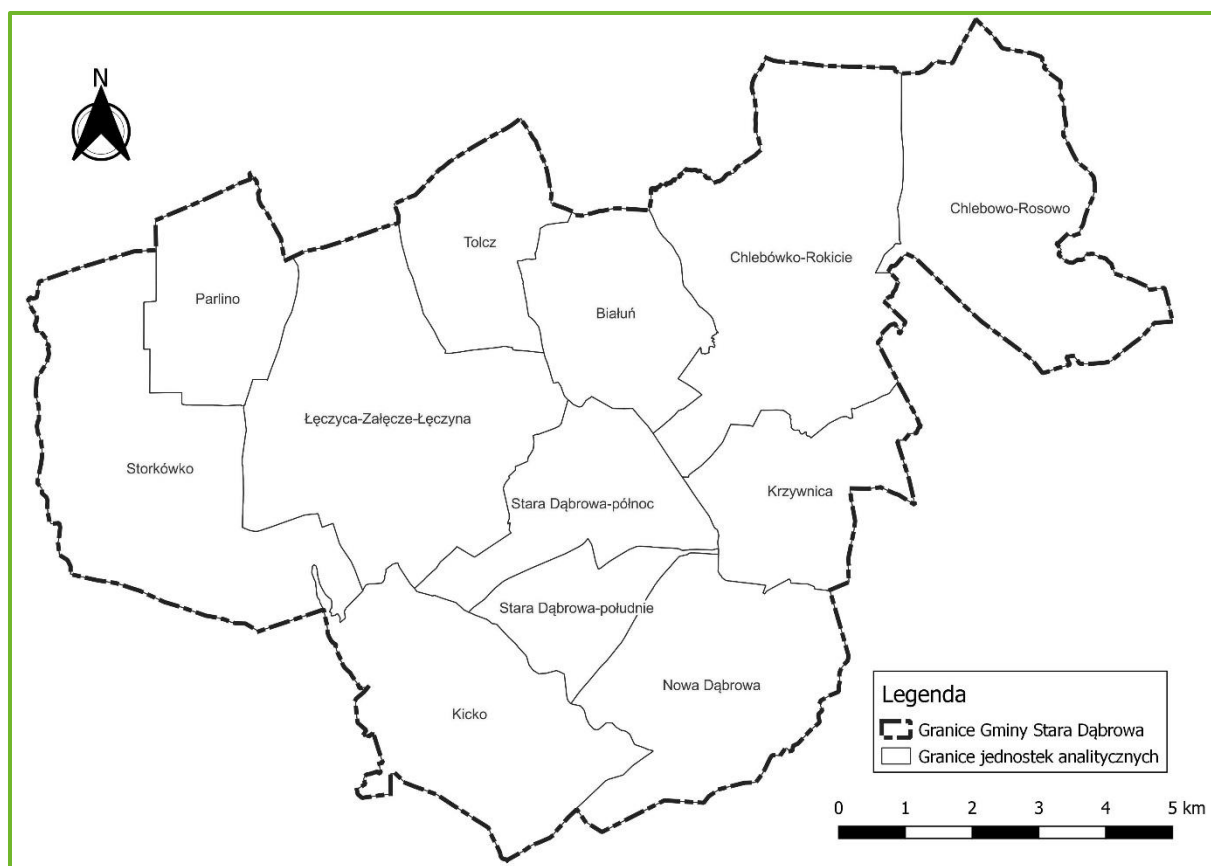 N
Chlebowo-Rosowo
Tolcz
Chlebówko-Rokicie
Parlino
Białuń
Łęczyca-Załęcze-Łęczyna
Storkówko
Krzywnica
Stara Dąbrowa-północ
Stara Dąbrowa-południe
Nowa Dąbrowa
Kicko
Legenda
Granice Gminy Stara Dąbrowa
Granice jednostek analitycznych
0 1 2 3 4 5 km